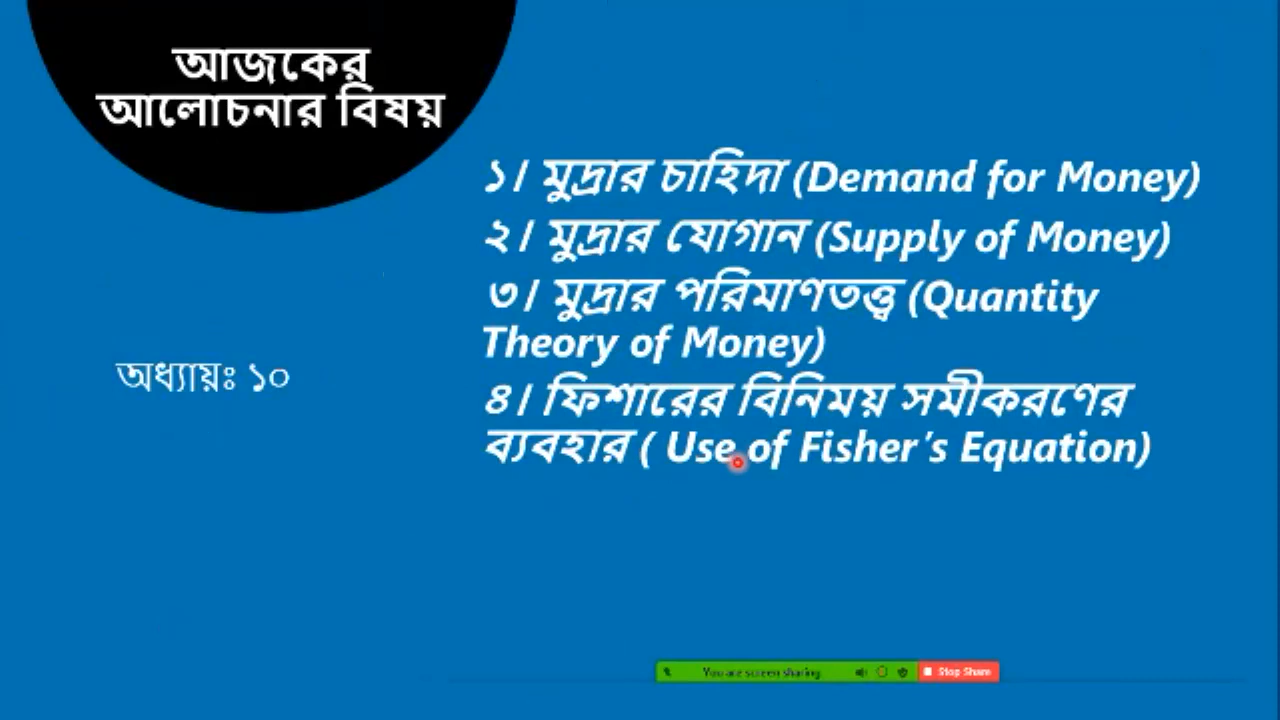 আজকের
আলোচনার বিষয়
১। মুদ্রার চাহিদা (Demand for Money)
২। মুদ্রার যোগান (Supply of Money)
৩। মুদ্রার পরিমাণতত্ত্ব (Quantity
Theory of Money)
৪। ফিশারের বিনিময় সমীকরণের
ব্যবহার ( Use of Fisher's Equation)
অধ্যায়ঃ ১০
You are screen sharing
Stop Share